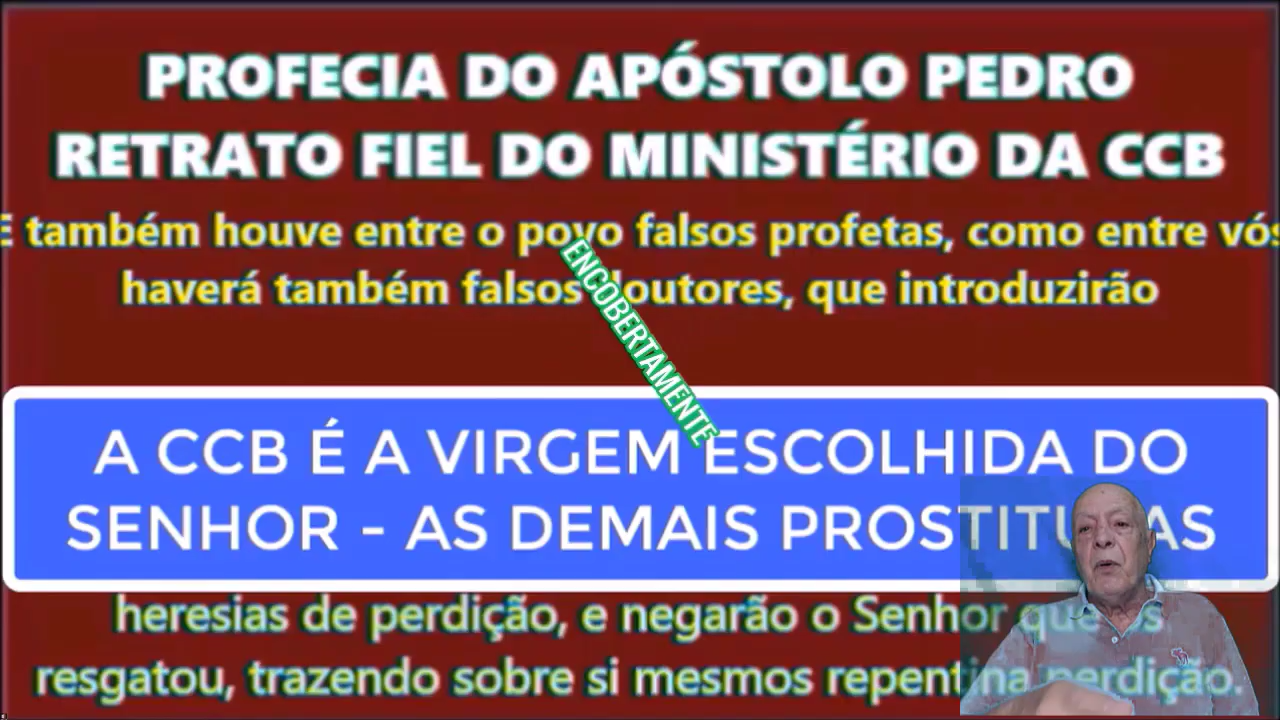 PROFECIA DO APÓSTOLO PEDRO
RETRATO FIEL DO MINISTÉRIO DA CCB
E também houve entre o povo falsos profetas, como entre vós
haverá também falsos doutores, que introduzirão
ENCOBERTAMENTE
A CCB É A VIRGEM ESCOLHIDA DO
SENHOR - AS DEMAIS PROSTITUTAS
heresias de perdição, e negarão o Senhor que os
resgatou, trazendo sobre si mesmos repentina perdição.